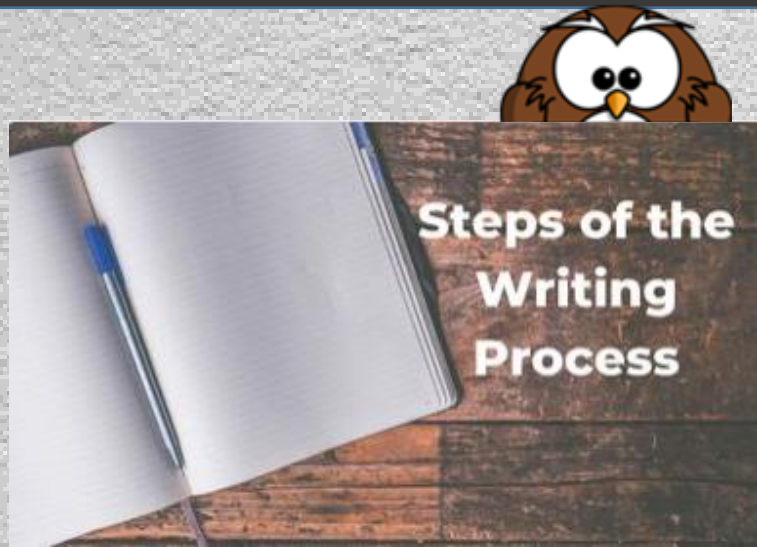 Steps of the
Writing
Process